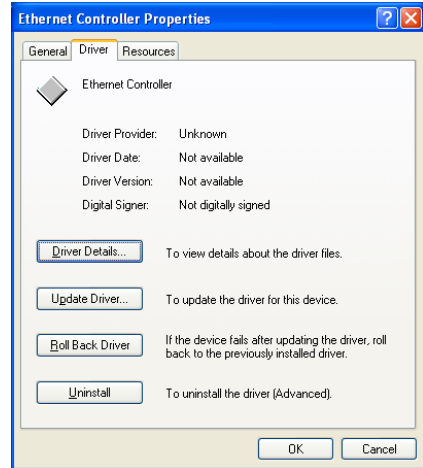 Ethernet Controller Properties
General Driver Resources
Ethernet Controller
Driver Provider: Unknown
Driver Date: Not available
Driver Version: Not available
Digital Signer: Not digitally signed
Driver Details... To view details about the driver files.
Update Driver... To update the driver for this device.
Roll Back Driver If the device fails after updating the driver, roll
back to the previously installed driver.
Uninstall To uninstall the driver (Advanced).
OK Cancel